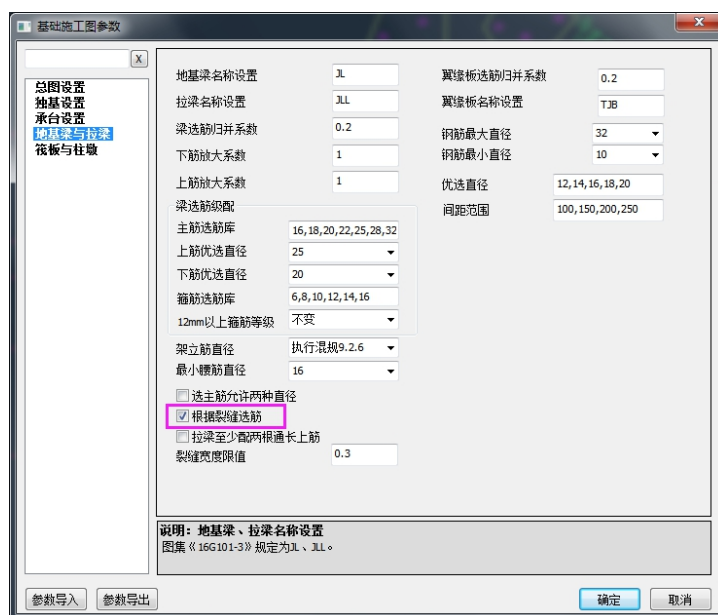 基础施工图参数
X
总图设置
独基设置
承台设置
地基梁与拉梁
筏板与柱墩
地基梁名称设置 JL
拉梁名称设置 JLL
梁选筋归并系数 0.2
下筋放大系数 1
上筋放大系数 1
梁选筋级配
主筋选筋库 16,18,20,22,25,28,32
上筋优选直径 25
下筋优选直径 20
箍筋选筋库 6,8,10,12,14,16
12mm以上箍筋等级 不变
架立筋直径 执行混规9.2.6
最小腰筋直径 16
选主筋允许两种直径
根据裂缝选筋
拉梁至少配两根通长上筋
裂缝宽度限值 0.3
翼缘板选筋归并系数 0.2
翼缘板名称设置 TJB
钢筋最大直径 32
钢筋最小直径 10
优选直径 12,14,16,18,20
间距范围 100,150,200,250
说明：地基梁、拉梁名称设置
图集《16G101-3》规定为JL、JLL。
参数导入 参数导出 确定 取消